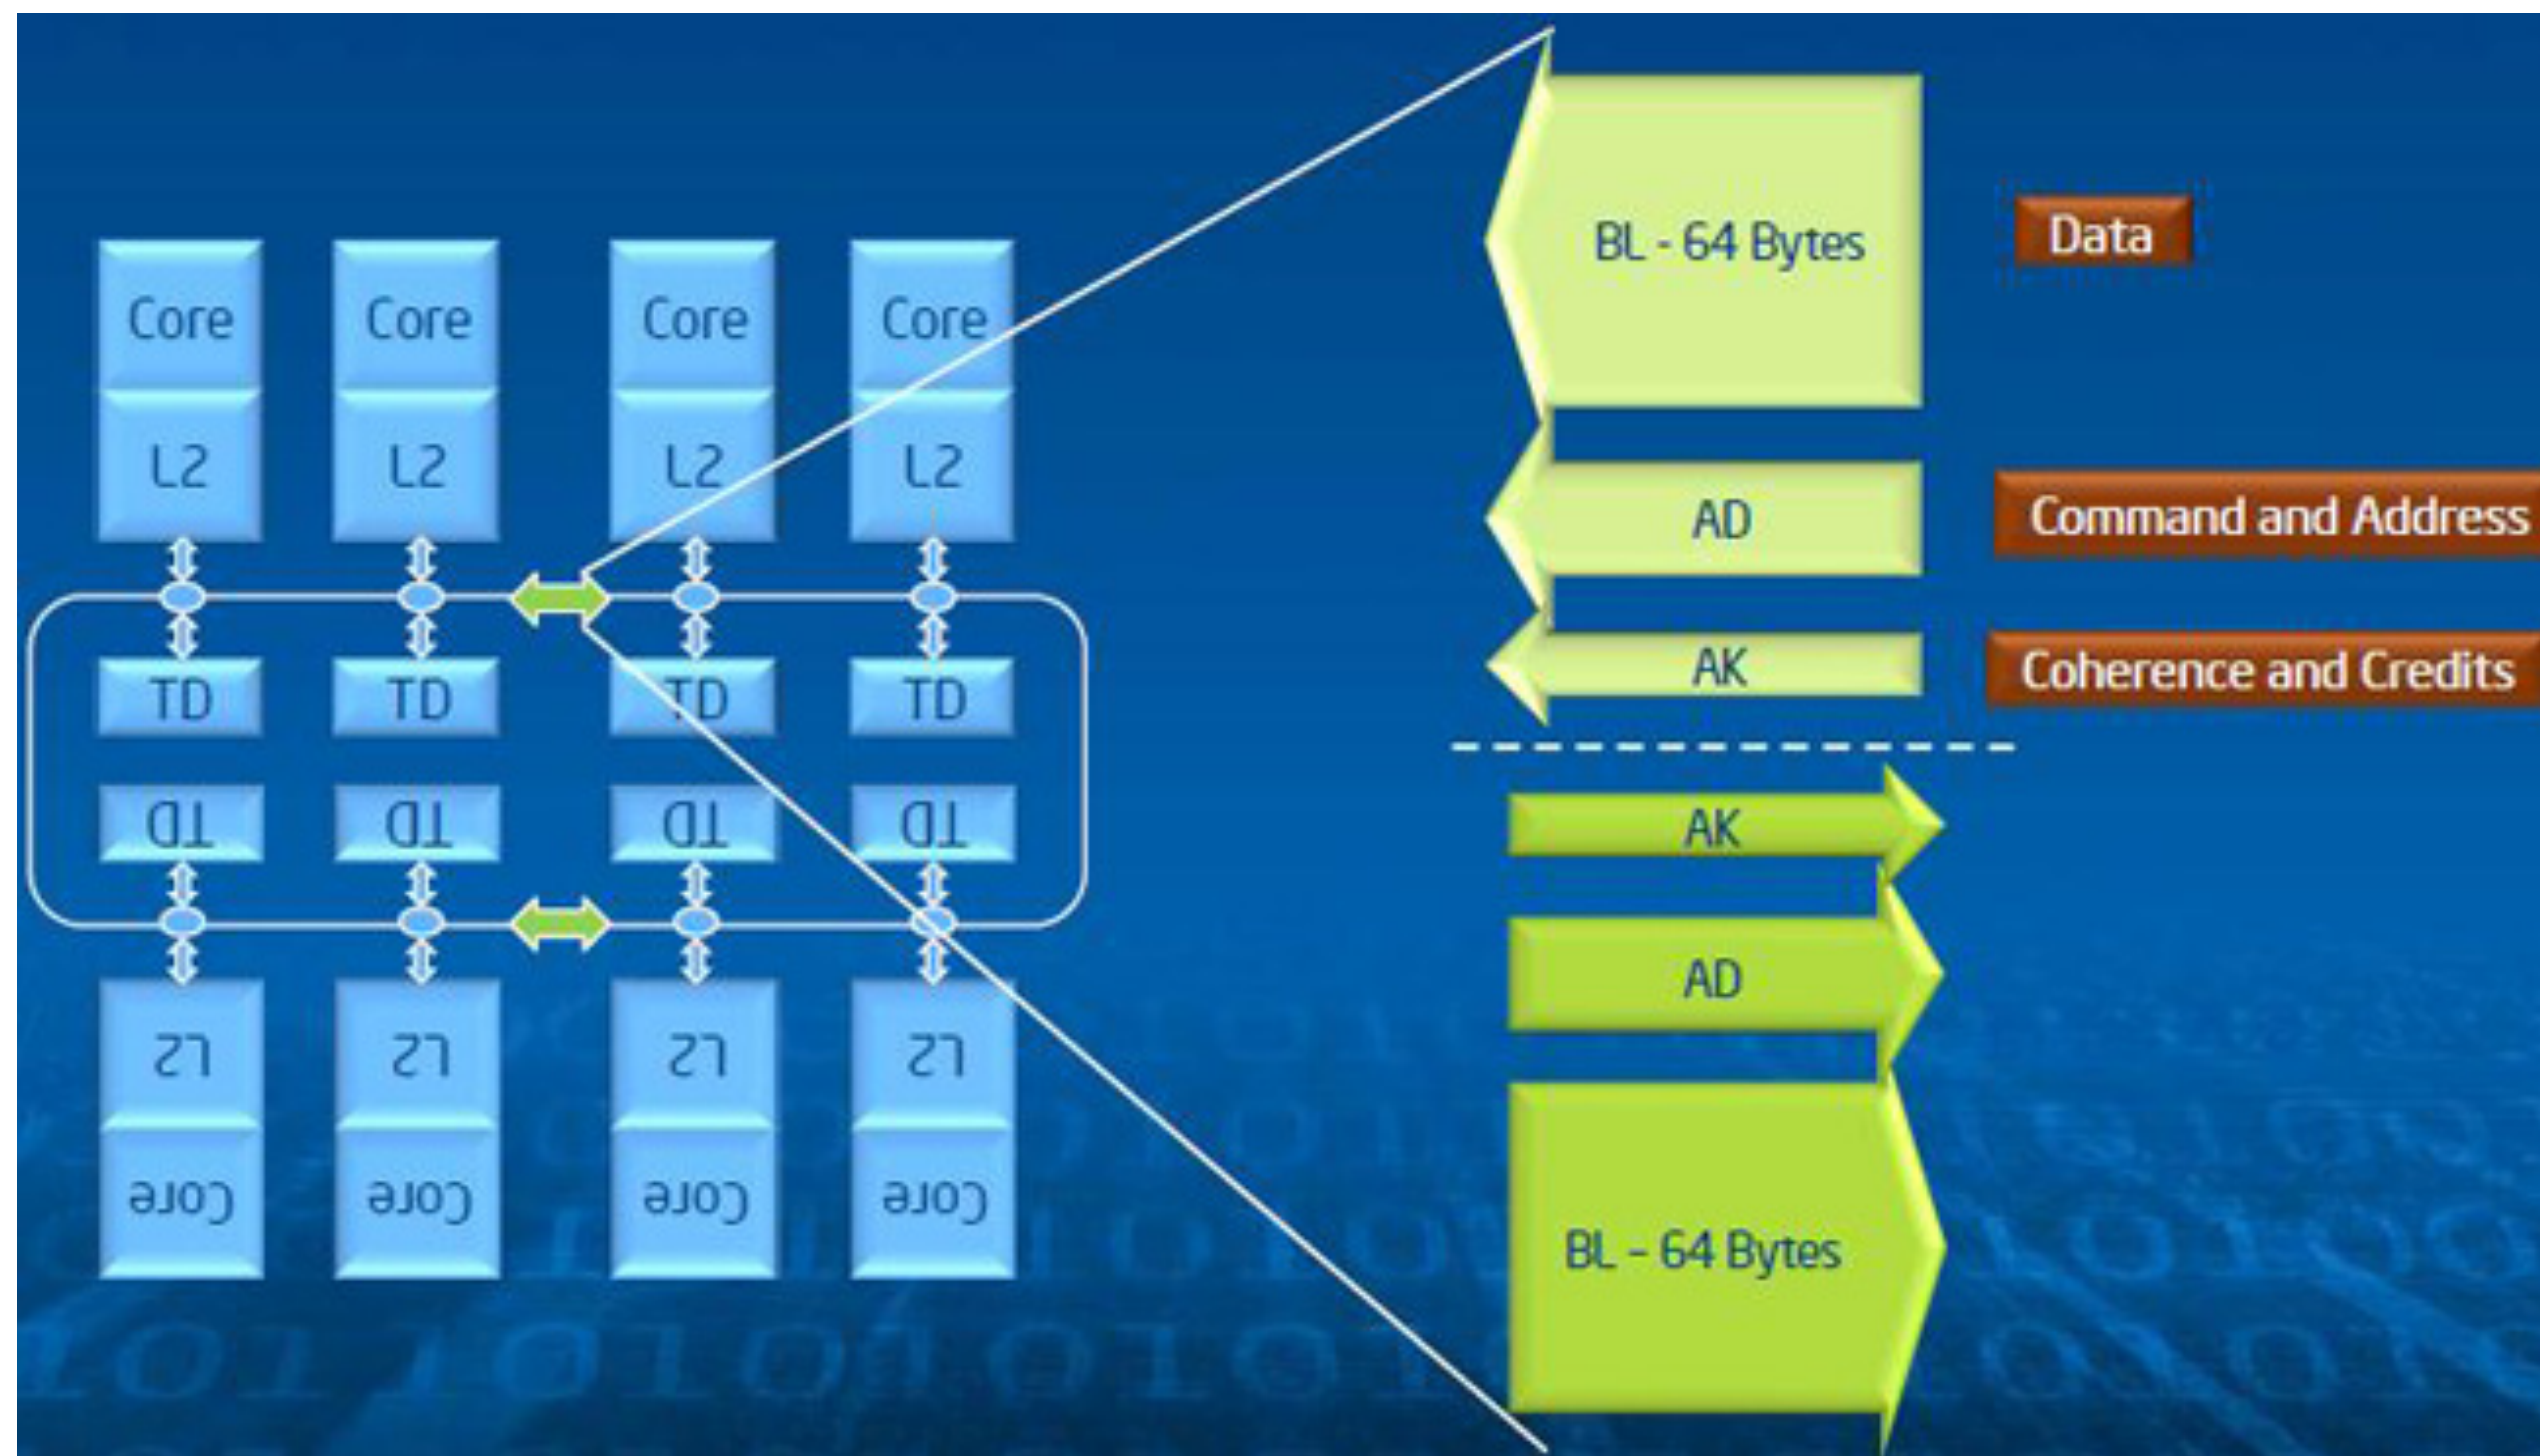 Core Core Core Core
L2 L2 L2 L2
TD TD TD TD
TD TD TD TD
L2 L2 L2 L2
Core Core Core Core
BL - 64 Bytes
Data
AD
Command and Address
AK
Coherence and Credits
AK
AD
BL - 64 Bytes